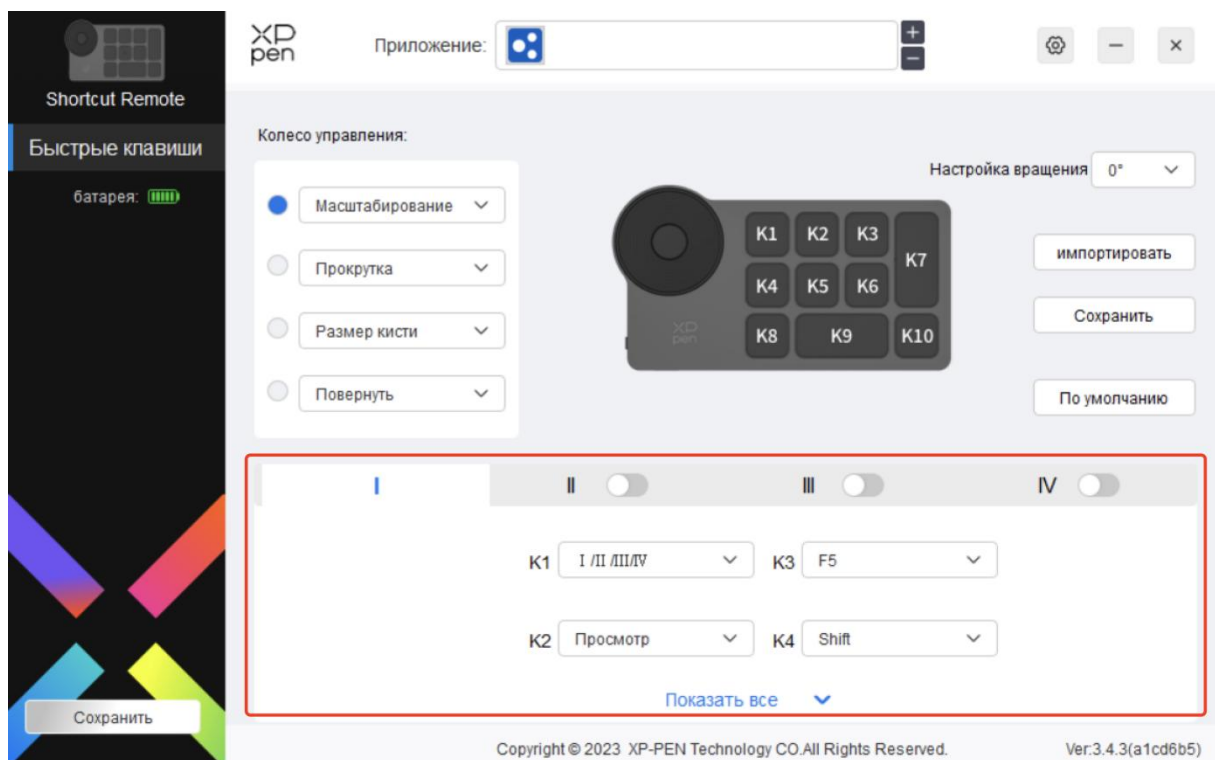 XP
pen
Приложение:
+
−
Shortcut Remote
Быстрые клавиши
батарея:
Колесо управления:
Масштабирование
Прокрутка
Размер кисти
Повернуть
Настройка вращения 0°
K1 K2 K3
K7
K4 K5 K6
XP
pen
K8 K9 K10
импортировать
Сохранить
По умолчанию
I II III IV
K1 I /II /III/IV K3 F5
K2 Просмотр K4 Shift
Показать все
Сохранить
Copyright © 2023 XP-PEN Technology CO.All Rights Reserved. Ver:3.4.3(a1cd6b5)